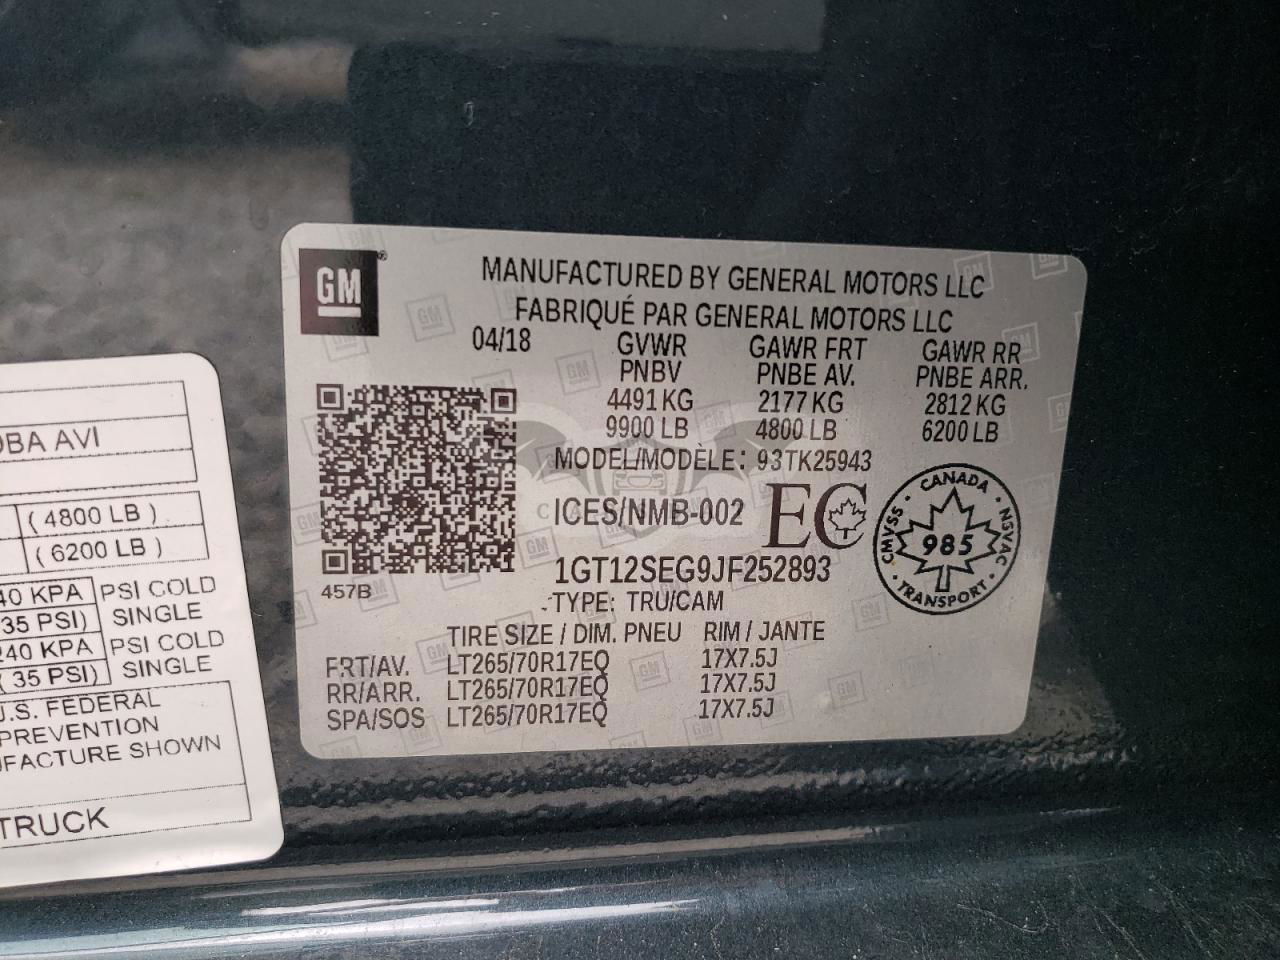 GM®
MANUFACTURED BY GENERAL MOTORS LLC
FABRIQUÉ PAR GENERAL MOTORS LLC
04/18 GVWR GAWR FRT GAWR RR
PNBV PNBE AV. PNBE ARR.
4491 KG 2177 KG 2812 KG
9900 LB 4800 LB 6200 LB
MODEL/MODÈLE: 93TK25943
ICES/NMB-002 EC
CANADA
CMVSS 985 NSVAC
TRANSPORT
1GT12SEG9JF252893
457B
TYPE: TRU/CAM
TIRE SIZE / DIM. PNEU RIM / JANTE
FRT/AV. LT265/70R17EQ 17X7.5J
RR/ARR. LT265/70R17EQ 17X7.5J
SPA/SOS LT265/70R17EQ 17X7.5J
OBA AVI
( 4800 LB )
( 6200 LB )
40 KPA PSI COLD
35 PSI) SINGLE
240 KPA PSI COLD
( 35 PSI) SINGLE
U.S. FEDERAL
PREVENTION
FACTURE SHOWN
TRUCK